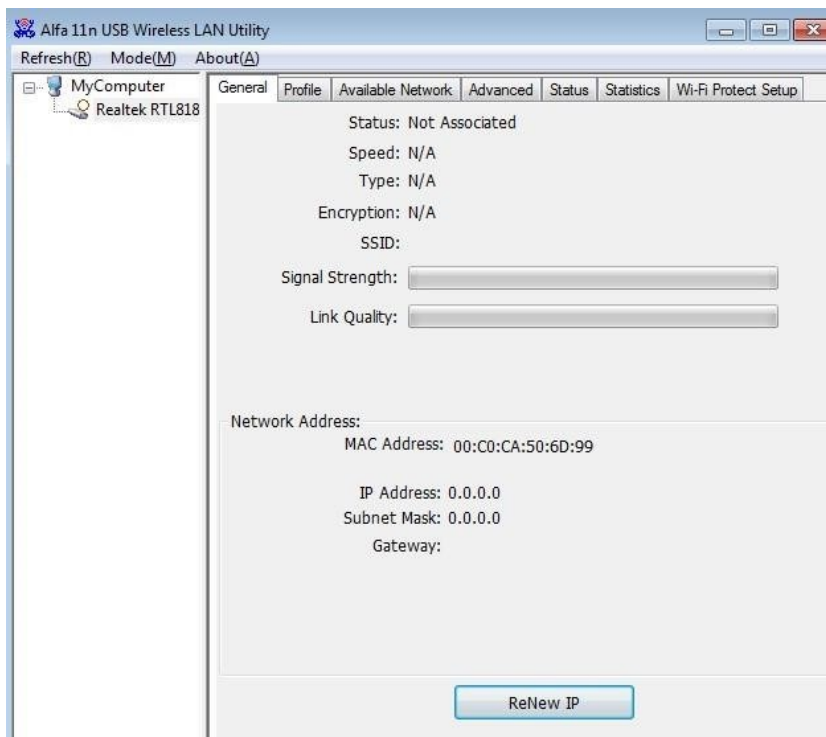 Alfa 11n USB Wireless LAN Utility
Refresh(R) Mode(M) About(A)
MyComputer
Realtek RTL818
General Profile Available Network Advanced Status Statistics Wi-Fi Protect Setup
Status: Not Associated
Speed: N/A
Type: N/A
Encryption: N/A
SSID:
Signal Strength:
Link Quality:
Network Address:
MAC Address: 00:C0:CA:50:6D:99
IP Address: 0.0.0.0
Subnet Mask: 0.0.0.0
Gateway:
ReNew IP